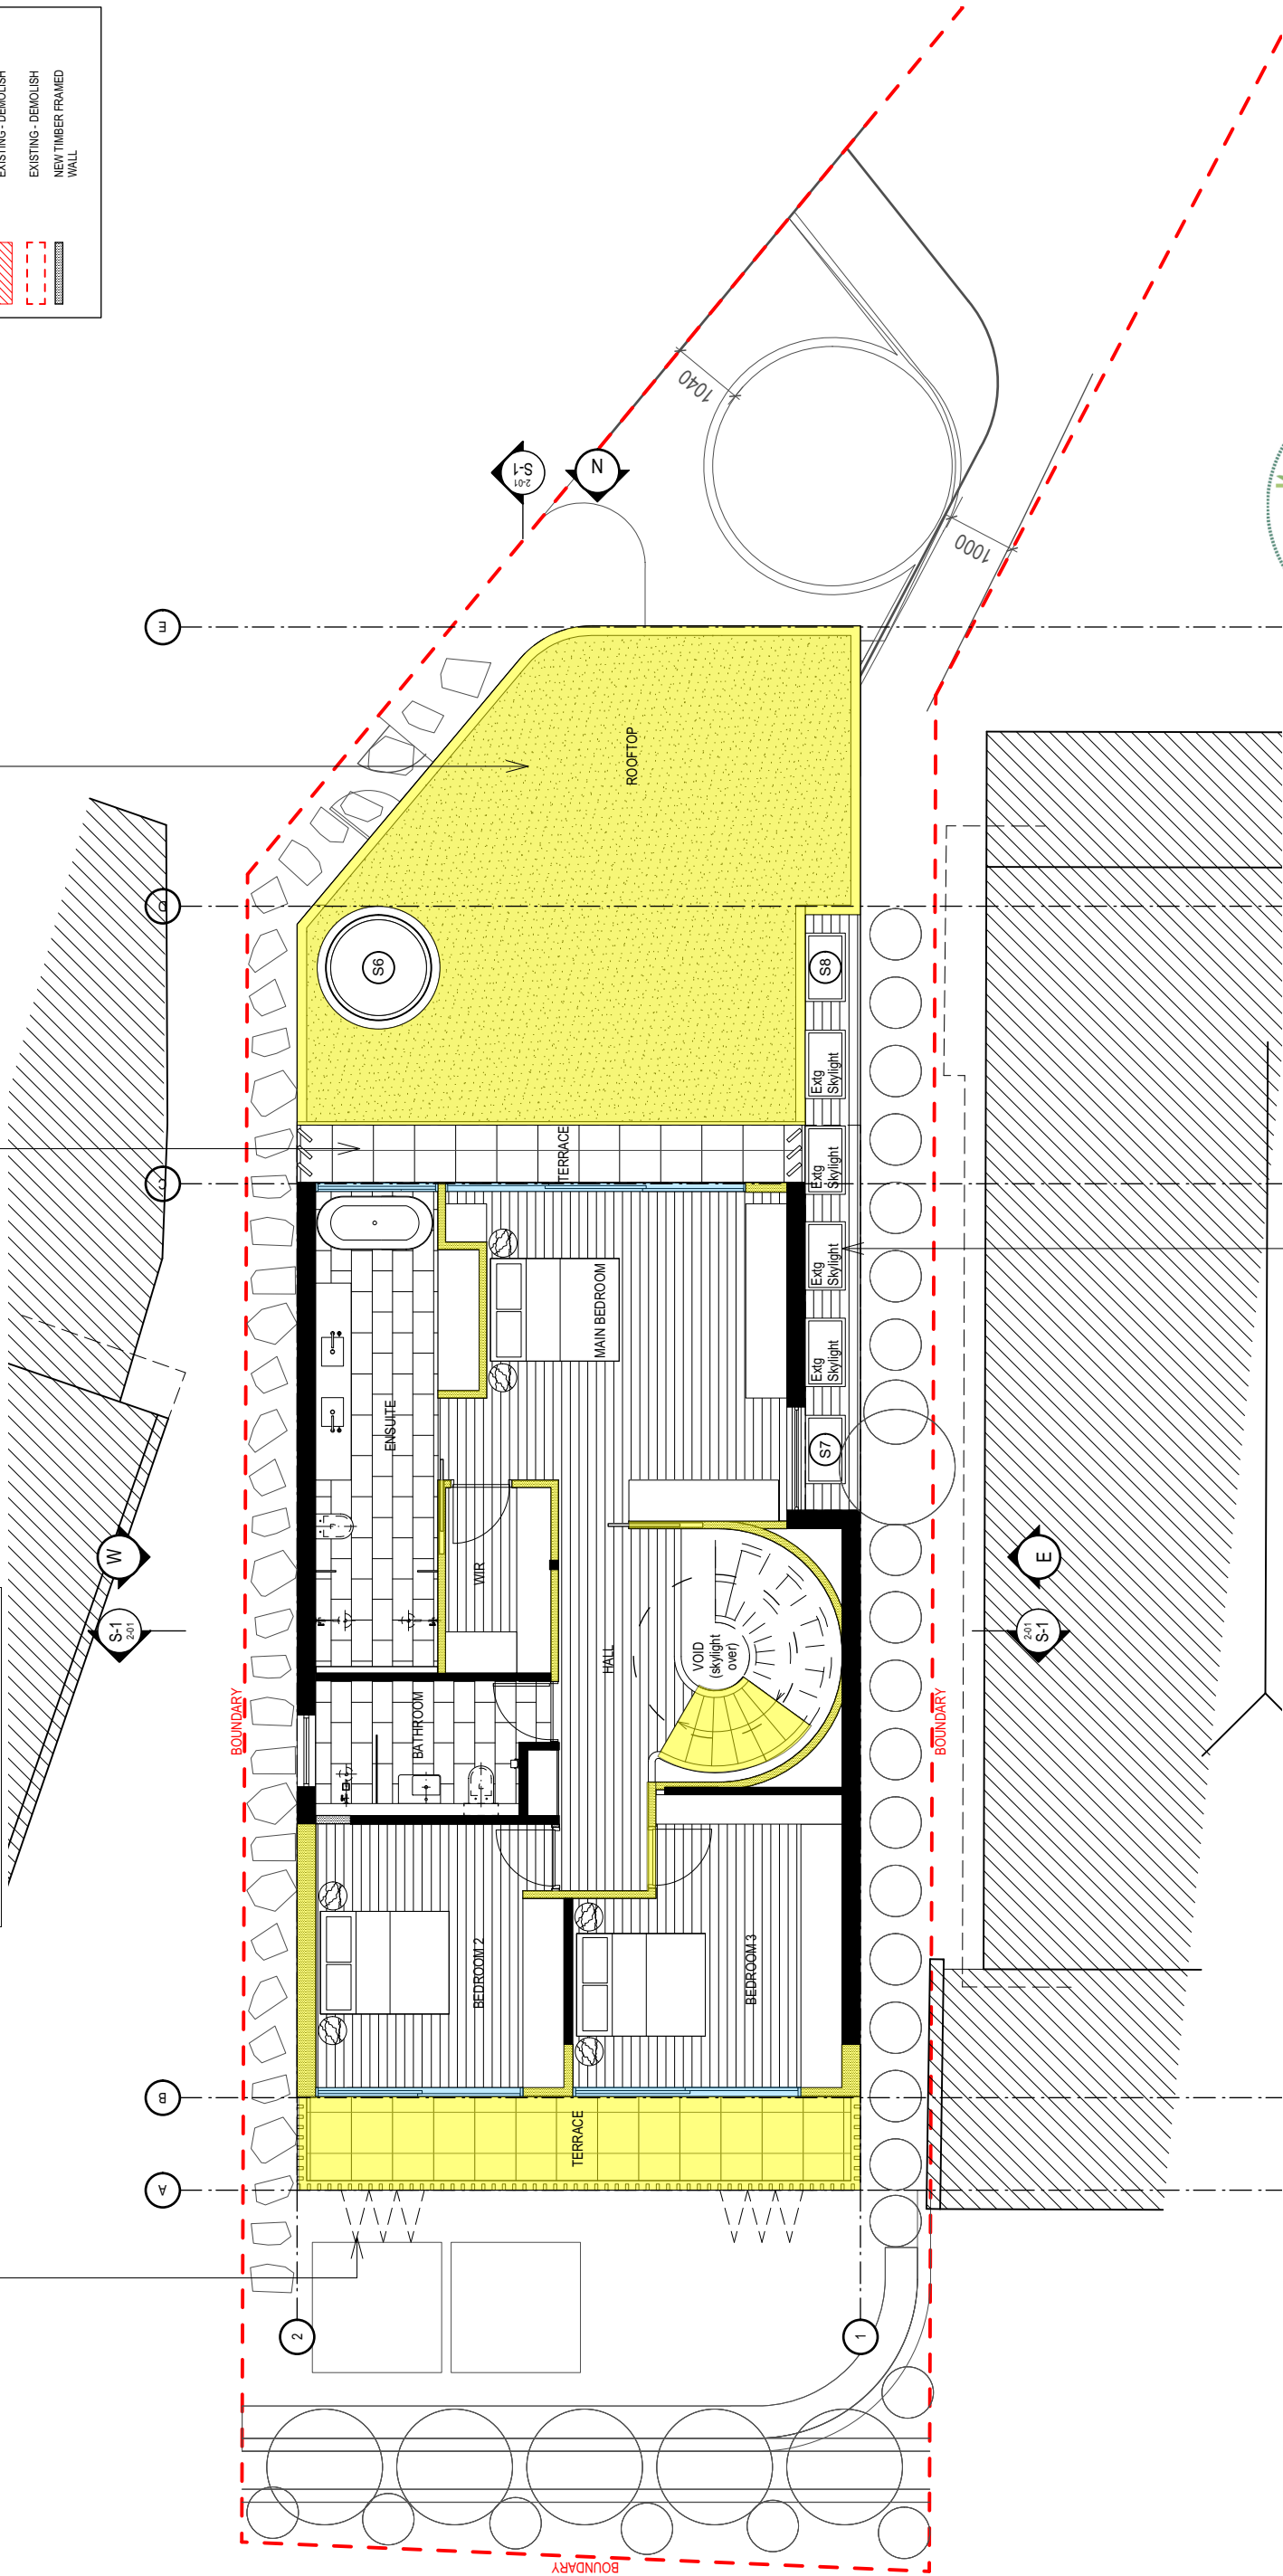 EXISTING - DEMOLISH
EXISTING - DEMOLISH
NEW TIMBER FRAMED
WALL
1040
S-1
2-01
N
1000
E
D
C
B
A
ROOFTOP
S6
S8
Extg
Skylight
TERRACE
Extg
Skylight
Extg
Skylight
MAIN BEDROOM
Extg
Skylight
ENSUITE
S7
W
E
WIR
S-1
2-01
2-01
S-1
HALL
VOID
(skylight
over)
BOUNDARY
BATHROOM
BOUNDARY
BEDROOM 2
BEDROOM 3
TERRACE
2
1
BOUNDARY